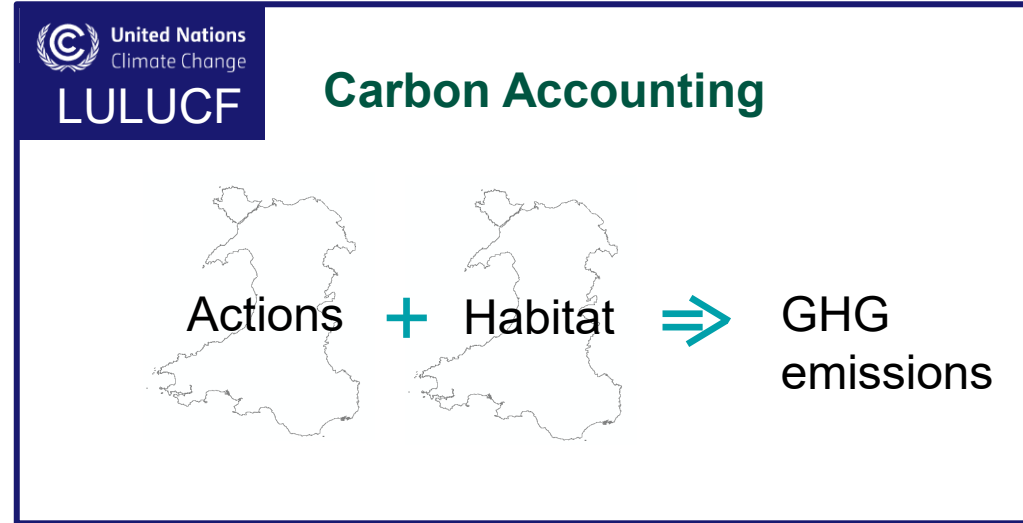 United Nations
Climate Change
LULUCF
Carbon Accounting
Actions + Habitat ⇒ GHG
emissions